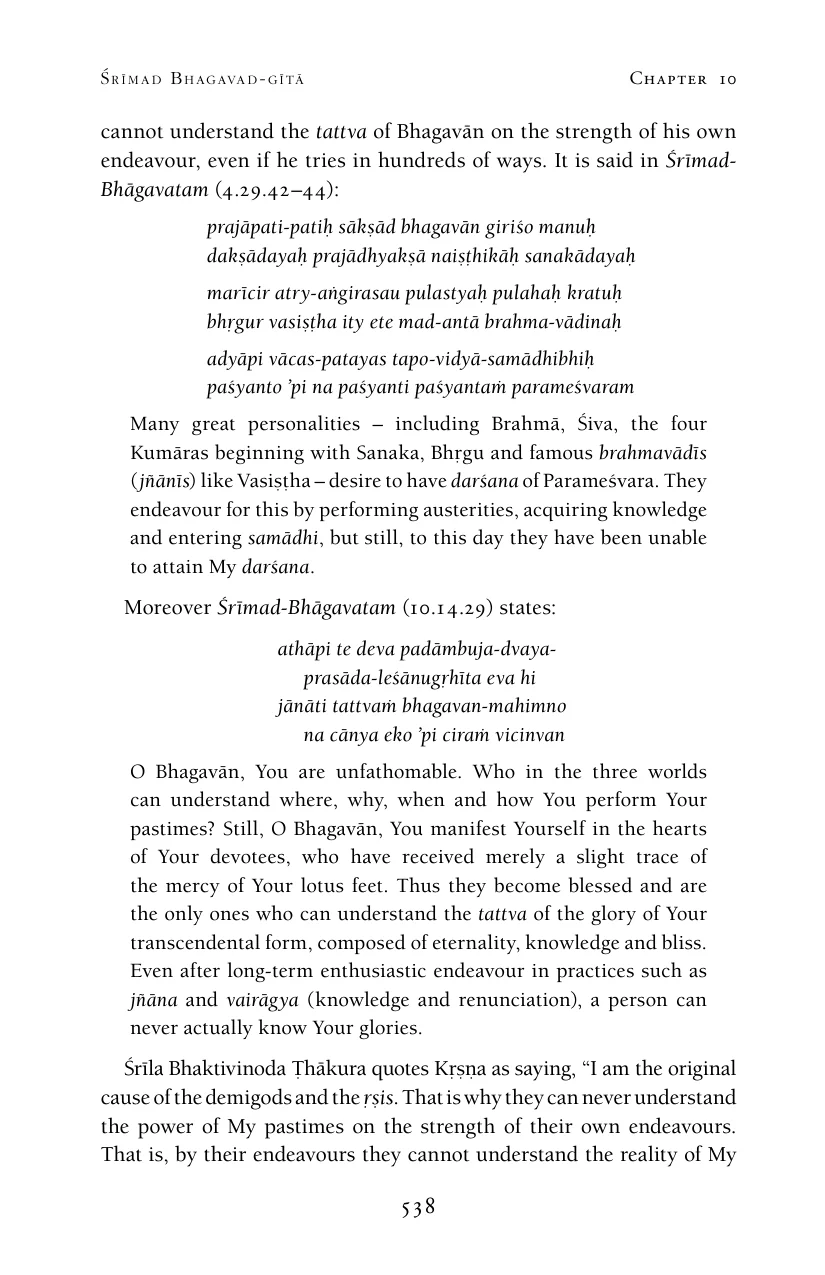 Śrīmad Bhagavad-gītā Chapter 10
cannot understand the tattva of Bhagavān on the strength of his own
endeavour, even if he tries in hundreds of ways. It is said in Śrīmad-
Bhāgavatam (4.29.42–44):
prajāpati-patiḥ sākṣād bhagavān giriśo manuḥ
dakṣādayaḥ prajādhyakṣā naiṣṭhikāḥ sanakādayaḥ
marīcir atry-aṅgirasau pulastyaḥ pulahaḥ kratuḥ
bhṛgur vasiṣṭha ity ete mad-antā brahma-vādinaḥ
adyāpi vācas-patayas tapo-vidyā-samādhibhiḥ
paśyanto ’pi na paśyanti paśyantaṁ parameśvaram
Many great personalities – including Brahmā, Śiva, the four
Kumāras beginning with Sanaka, Bhṛgu and famous brahmavādīs
(jñānīs) like Vasiṣṭha – desire to have darśana of Parameśvara. They
endeavour for this by performing austerities, acquiring knowledge
and entering samādhi, but still, to this day they have been unable
to attain My darśana.
Moreover Śrīmad-Bhāgavatam (10.14.29) states:
athāpi te deva padāmbuja-dvaya-
prasāda-leśānugṛhīta eva hi
jānāti tattvaṁ bhagavan-mahimno
na cānya eko ’pi ciraṁ vicinvan
O Bhagavān, You are unfathomable. Who in the three worlds
can understand where, why, when and how You perform Your
pastimes? Still, O Bhagavān, You manifest Yourself in the hearts
of Your devotees, who have received merely a slight trace of
the mercy of Your lotus feet. Thus they become blessed and are
the only ones who can understand the tattva of the glory of Your
transcendental form, composed of eternality, knowledge and bliss.
Even after long-term enthusiastic endeavour in practices such as
jñāna and vairāgya (knowledge and renunciation), a person can
never actually know Your glories.
Śrīla Bhaktivinoda Ṭhākura quotes Kṛṣṇa as saying, “I am the original
cause of the demigods and the ṛṣis. That is why they can never understand
the power of My pastimes on the strength of their own endeavours.
That is, by their endeavours they cannot understand the reality of My
538